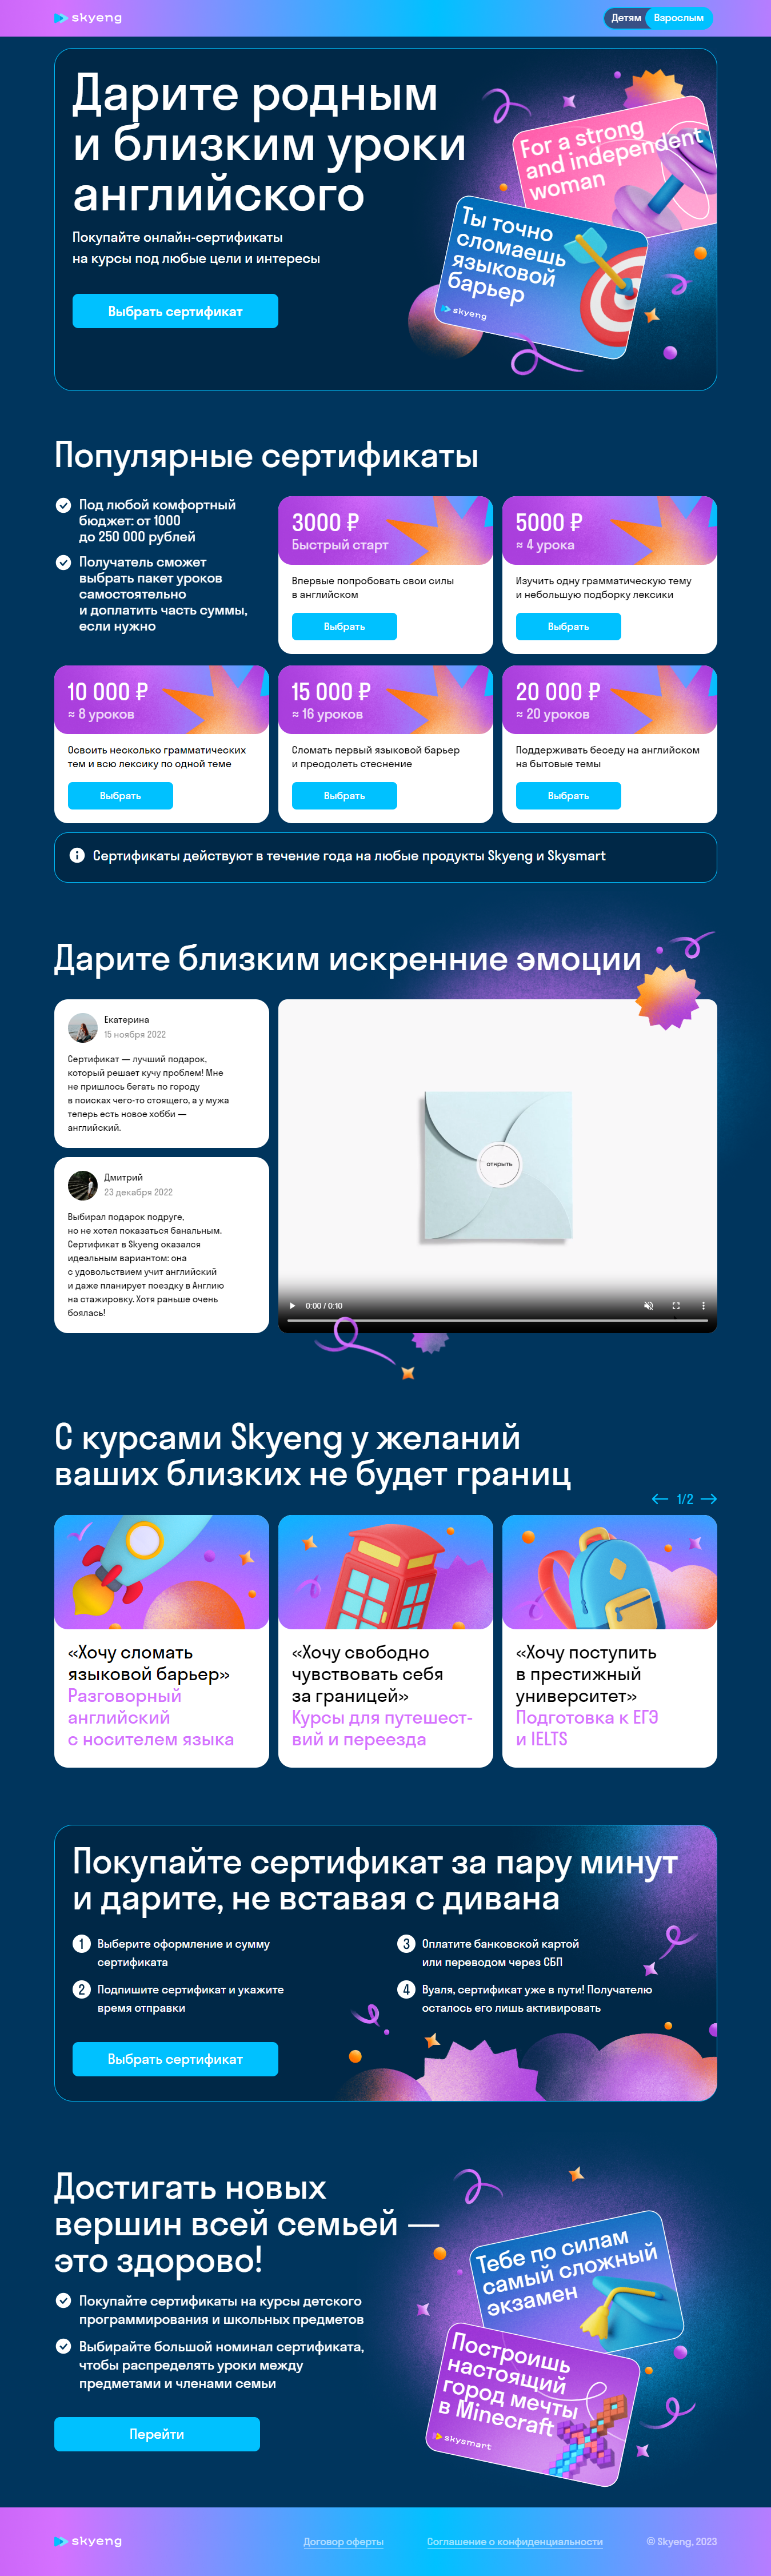 skyeng
Детям
Взрослым
Дарите родным
и близким уроки
английского
Покупайте онлайн-сертификаты
на курсы под любые цели и интересы
Выбрать сертификат
For a strong
and independent
woman
Ты точно
сломаешь
языковой
барьер
skyeng
Популярные сертификаты
Под любой комфортный
бюджет: от 1000
до 250 000 рублей
Получатель сможет
выбрать пакет уроков
самостоятельно
и доплатить часть суммы,
если нужно
3000 ₽
Быстрый старт
Впервые попробовать свои силы
в английском
Выбрать
5000 ₽
≈ 4 урока
Изучить одну грамматическую тему
и небольшую подборку лексики
Выбрать
10 000 ₽
≈ 8 уроков
Освоить несколько грамматических
тем и всю лексику по одной теме
Выбрать
15 000 ₽
≈ 16 уроков
Сломать первый языковой барьер
и преодолеть стеснение
Выбрать
20 000 ₽
≈ 20 уроков
Поддерживать беседу на английском
на бытовые темы
Выбрать
Сертификаты действуют в течение года на любые продукты Skyeng и Skysmart
Дарите близким искренние эмоции
Екатерина
15 ноября 2022
Сертификат — лучший подарок,
который решает кучу проблем! Мне
не пришлось бегать по городу
в поисках чего-то стоящего, а у мужа
теперь есть новое хобби —
английский.
Дмитрий
23 декабря 2022
Выбирал подарок подруге,
но не хотел показаться банальным.
Сертификат в Skyeng оказался
идеальным вариантом: она
с удовольствием учит английский
и даже планирует поездку в Англию
на стажировку. Хотя раньше очень
боялась!
открыть
0:00 / 0:10
С курсами Skyeng у желаний
ваших близких не будет границ
1/2
«Хочу сломать
языковой барьер»
Разговорный
английский
с носителем языка
«Хочу свободно
чувствовать себя
за границей»
Курсы для путешест-
вий и переезда
«Хочу поступить
в престижный
университет»
Подготовка к ЕГЭ
и IELTS
Покупайте сертификат за пару минут
и дарите, не вставая с дивана
1 Выберите оформление и сумму
сертификата
2 Подпишите сертификат и укажите
время отправки
3 Оплатите банковской картой
или переводом через СБП
4 Вуаля, сертификат уже в пути! Получателю
осталось его лишь активировать
Выбрать сертификат
Достигать новых
вершин всей семьей —
это здорово!
Покупайте сертификаты на курсы детского
программирования и школьных предметов
Выбирайте большой номинал сертификата,
чтобы распределять уроки между
предметами и членами семьи
Перейти
Тебе по силам
самый сложный
экзамен
Построишь
настоящий
город мечты
в Minecraft
skysmart
skyeng
Договор оферты
Соглашение о конфиденциальности
© Skyeng, 2023